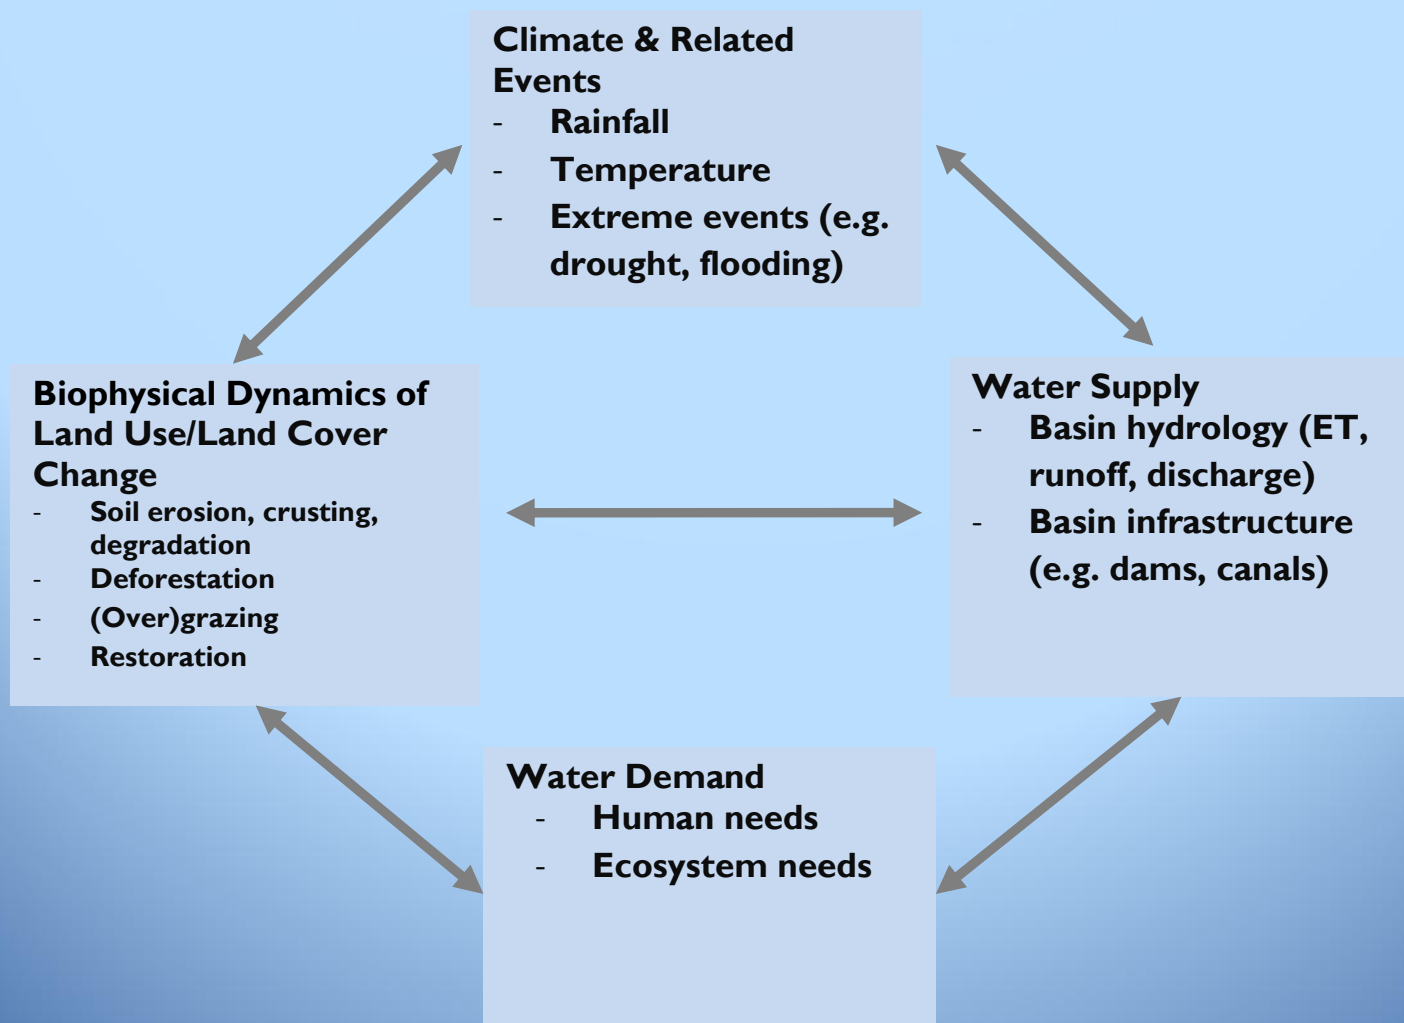 Climate & Related
Events
- Rainfall
- Temperature
- Extreme events (e.g.
drought, flooding)
Biophysical Dynamics of
Land Use/Land Cover
Change
- Soil erosion, crusting,
degradation
- Deforestation
- (Over)grazing
- Restoration
Water Supply
- Basin hydrology (ET,
runoff, discharge)
- Basin infrastructure
(e.g. dams, canals)
Water Demand
- Human needs
- Ecosystem needs